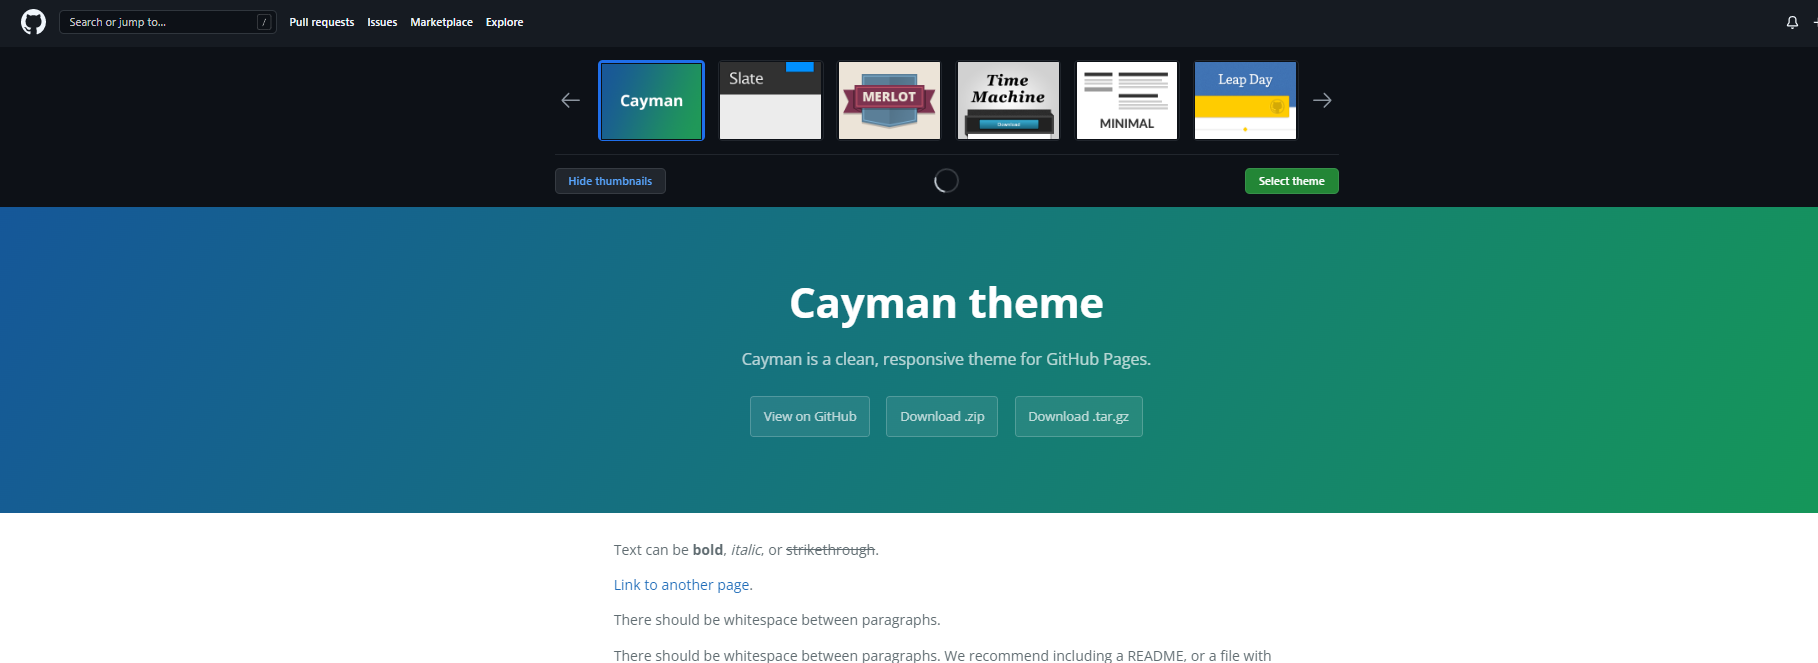 Search or jump to... /
Pull requests Issues Marketplace Explore
Cayman
Slate
MERLOT
Time
Machine
Download
MINIMAL
Leap Day
Hide thumbnails
Select theme
Cayman theme
Cayman is a clean, responsive theme for GitHub Pages.
View on GitHub Download .zip Download .tar.gz
Text can be bold, italic, or strikethrough.
Link to another page.
There should be whitespace between paragraphs.
There should be whitespace between paragraphs. We recommend including a README, or a file with